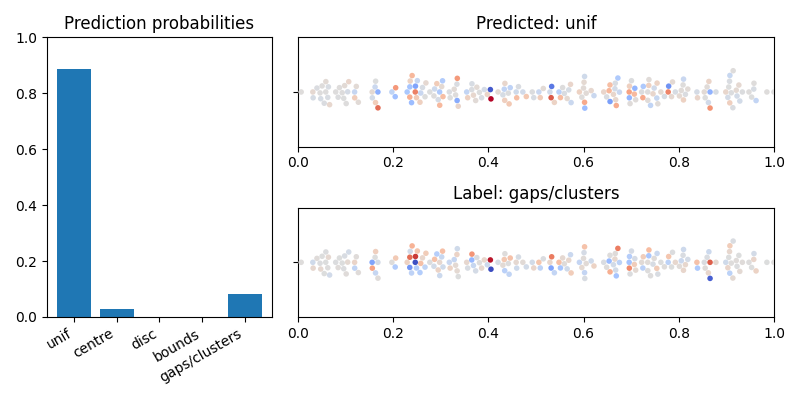 Prediction probabilities
1.0
0.8
0.6
0.4
0.2
0.0
unif
centre
disc
bounds
gaps/clusters
Predicted: unif
0.0 0.2 0.4 0.6 0.8 1.0
Label: gaps/clusters
0.0 0.2 0.4 0.6 0.8 1.0